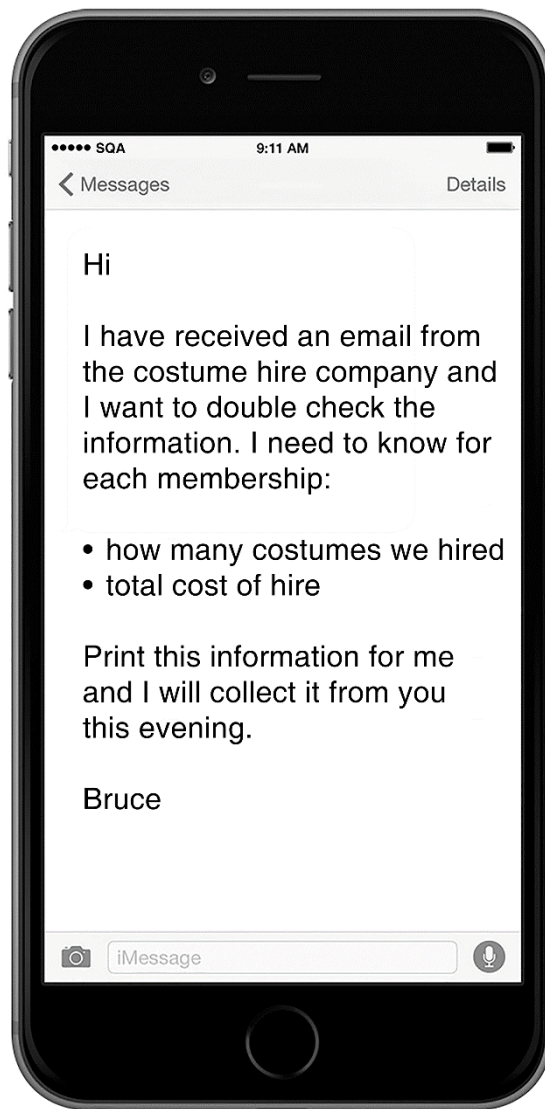 ●●●●● SQA 9:11 AM
Messages Details
Hi
I have received an email from
the costume hire company and
I want to double check the
information. I need to know for
each membership:
• how many costumes we hired
• total cost of hire
Print this information for me
and I will collect it from you
this evening.
Bruce
iMessage